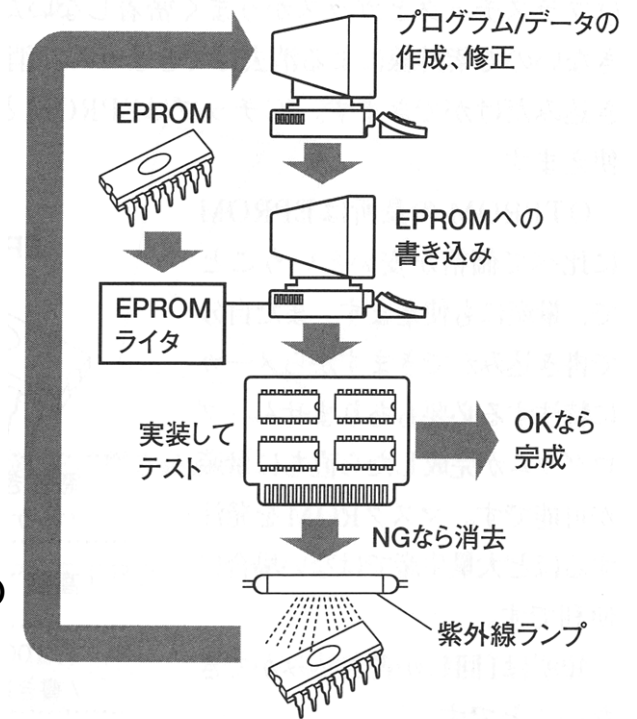 プログラム/データの
作成、修正
EPROM
EPROMへの
書き込み
EPROM
ライタ
実装して
テスト
OKなら
完成
NGなら消去
紫外線ランプ